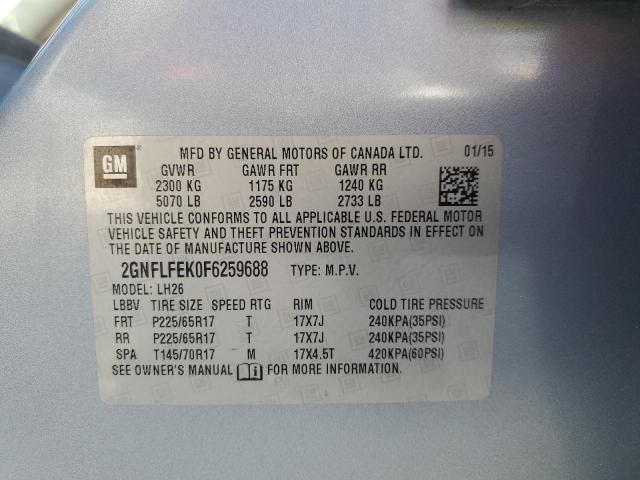 GM MFD BY GENERAL MOTORS OF CANADA LTD. 01/15
GVWR GAWR FRT GAWR RR
2300 KG 1175 KG 1240 KG
5070 LB 2590 LB 2733 LB
THIS VEHICLE CONFORMS TO ALL APPLICABLE U.S. FEDERAL MOTOR
VEHICLE SAFETY AND THEFT PREVENTION STANDARDS IN EFFECT ON
THE DATE OF MANUFACTURE SHOWN ABOVE.
2GNFLFEK0F6259688 TYPE: M.P.V.
MODEL: LH26
LBBV TIRE SIZE SPEED RTG RIM COLD TIRE PRESSURE
FRT P225/65R17 T 17X7J 240KPA(35PSI)
RR P225/65R17 T 17X7J 240KPA(35PSI)
SPA T145/70R17 M 17X4.5T 420KPA(60PSI)
SEE OWNER'S MANUAL FOR MORE INFORMATION